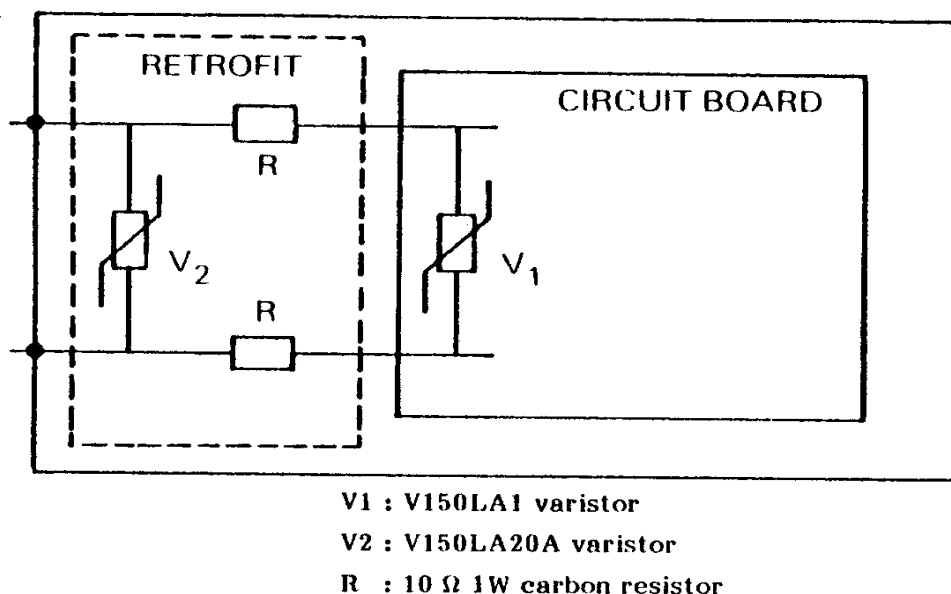 RETROFIT
CIRCUIT BOARD
R
V2
V1
R
V1 : V150LA1 varistor
V2 : V150LA20A varistor
R : 10 Ω 1W carbon resistor